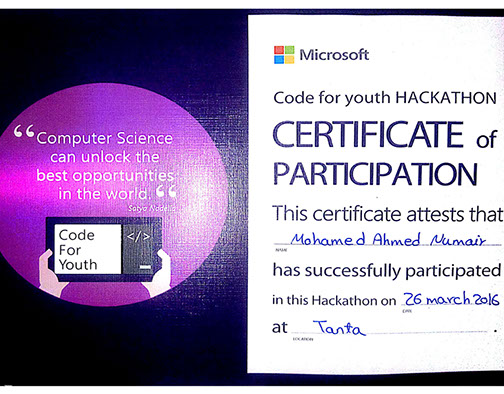 “Computer Science
can unlock the
best opportunities
in the world.“
Satya Nadella
Code
For
Youth
</>
Microsoft
Code for youth HACKATHON
CERTIFICATE of
PARTICIPATION
This certificate attests that
Mohamed Ahmed Numair
NAME
has successfully participated
in this Hackathon on 26 march 2016
DATE
at Tanta .
LOCATION